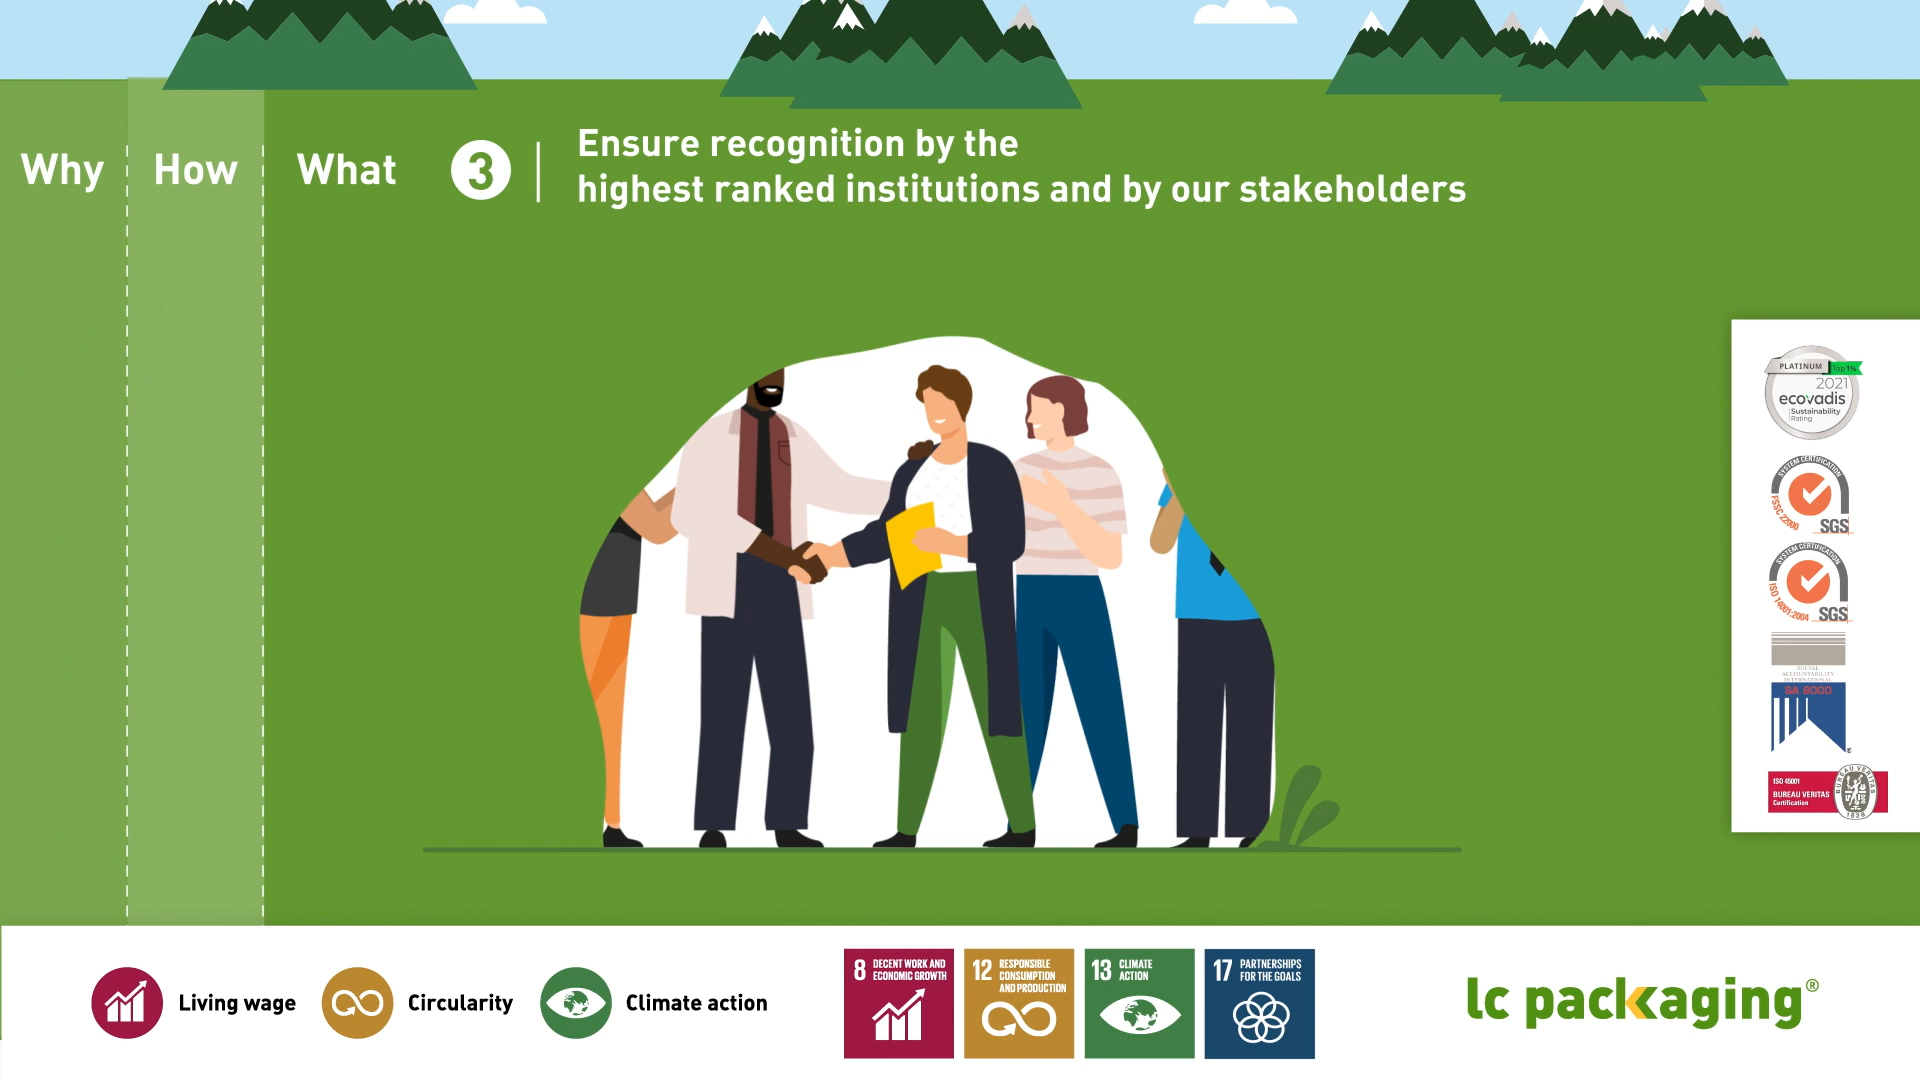 Why
How
What
3
Ensure recognition by the
highest ranked institutions and by our stakeholders
PLATINUM
Top 1%
2021
ecovadis
Sustainability
Rating
SYSTEM CERTIFICATION
FSSC 22000
SGS
SYSTEM CERTIFICATION
ISO 14001:2004
SGS
SOCIAL
ACCOUNTABILITY
INTERNATIONAL
SA 8000
®
ISO 45001
BUREAU VERITAS
Certification
BUREAU VERITAS
1828
Living wage
Circularity
Climate action
8 DECENT WORK AND
ECONOMIC GROWTH
12 RESPONSIBLE
CONSUMPTION
AND PRODUCTION
13 CLIMATE
ACTION
17 PARTNERSHIPS
FOR THE GOALS
lc packaging®